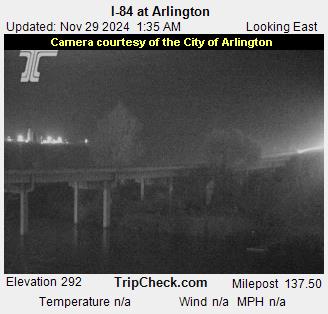 I-84 at Arlington
Updated: Nov 29 2024 1:35 AM Looking East
Camera courtesy of the City of Arlington
Elevation 292 TripCheck.com Milepost 137.50
Temperature n/a Wind n/a MPH n/a